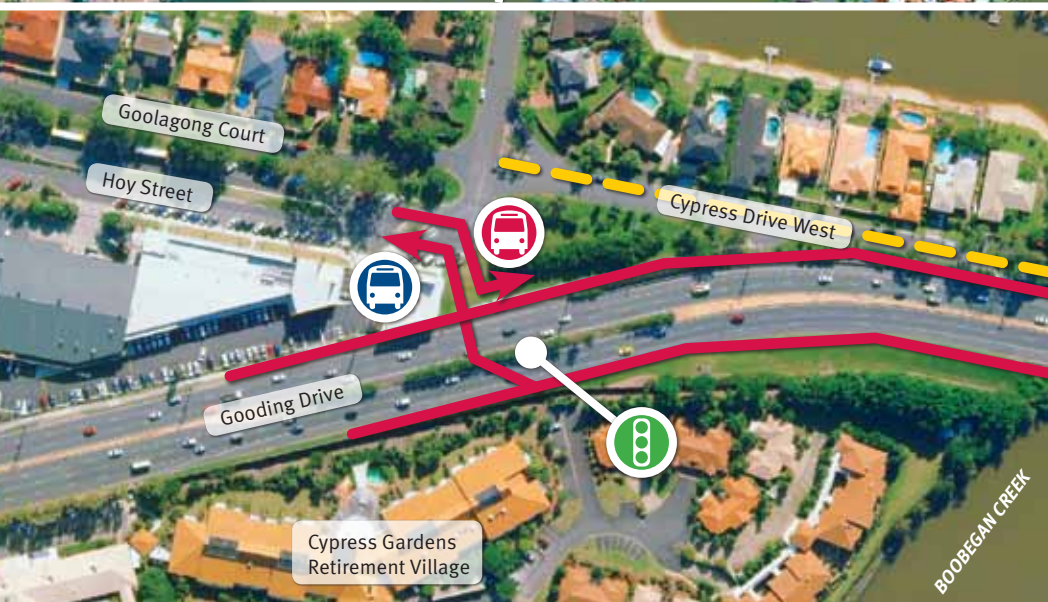 Goolagong Court
Hoy Street
Cypress Drive West
Gooding Drive
Cypress Gardens
Retirement Village
BOOBEGAN CREEK